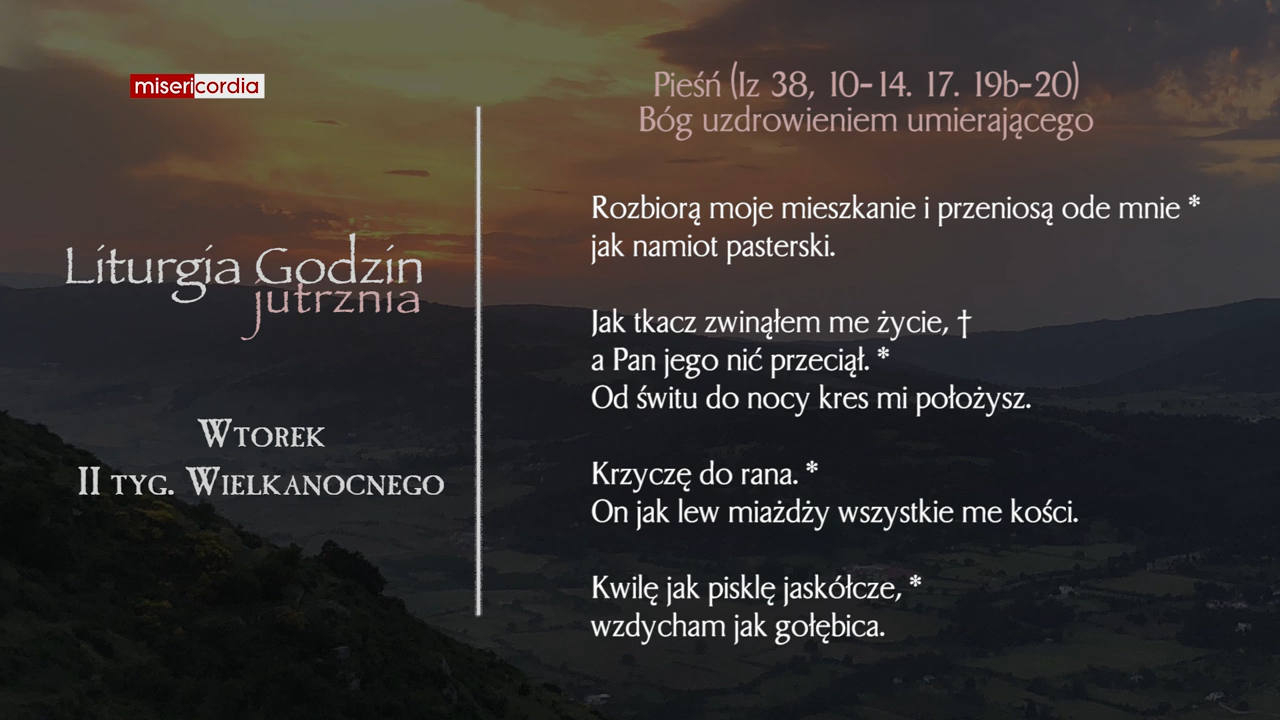 misericordia
Liturgia Godzin
jutrznia
Wtorek
II tyg. Wielkanocnego
Pieśń (Iz 38, 10-14. 17. 19b-20)
Bóg uzdrowieniem umierającego
Rozbiorą moje mieszkanie i przeniosą ode mnie *
jak namiot pasterski.
Jak tkacz zwinąłem me życie, †
a Pan jego nić przeciął. *
Od świtu do nocy kres mi położysz.
Krzyczę do rana. *
On jak lew miażdży wszystkie me kości.
Kwilę jak pisklę jaskółcze, *
wzdycham jak gołębica.